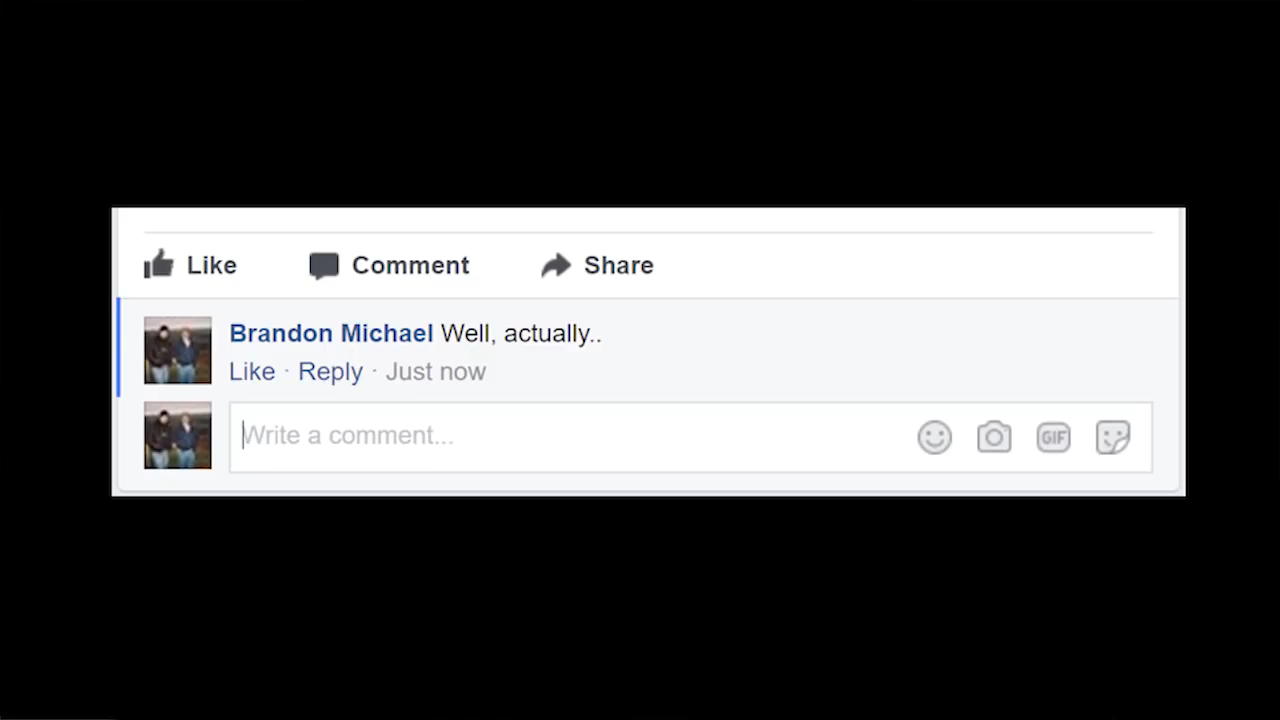 Like Comment Share
Brandon Michael Well, actually..
Like · Reply · Just now
Write a comment...
GIF